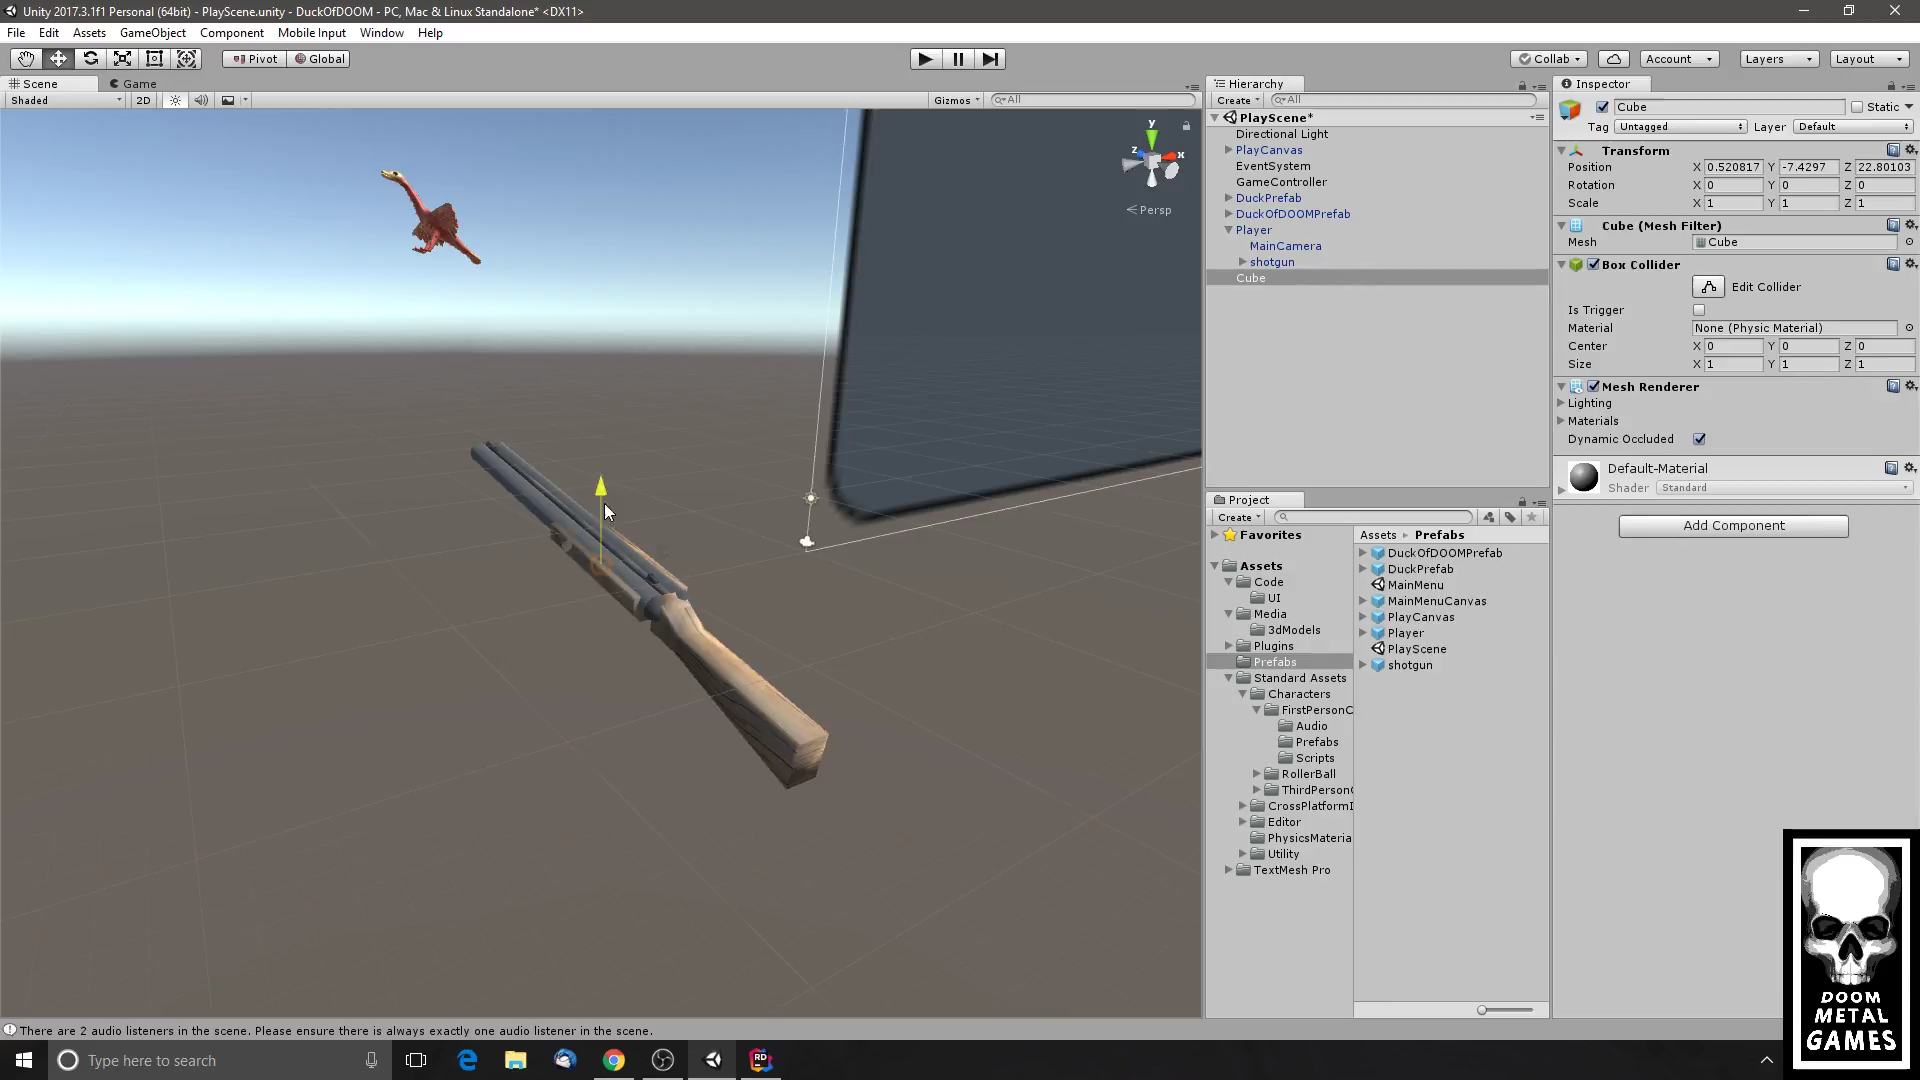 Unity 2017.3.1f1 Personal (64bit) - PlayScene.unity - DuckOfDOOM - PC, Mac & Linux Standalone* <DX11>
File Edit Assets GameObject Component Mobile Input Window Help
Pivot Global Collab Account Layers Layout
Scene Game
Shaded 2D Gizmos All
y
z x
Persp
Hierarchy
Create All
PlayScene*
Directional Light
PlayCanvas
EventSystem
GameController
DuckPrefab
DuckOfDOOMPrefab
Player
MainCamera
shotgun
Cube
Project
Create
Favorites
Assets
Code
UI
Media
3dModels
Plugins
Prefabs
Standard Assets
Characters
FirstPersonC
Audio
Prefabs
Scripts
RollerBall
ThirdPersonC
CrossPlatformI
Editor
PhysicsMateria
Utility
TextMesh Pro
Assets Prefabs
DuckOfDOOMPrefab
DuckPrefab
MainMenu
MainMenuCanvas
PlayCanvas
Player
PlayScene
shotgun
Inspector
Cube Static
Tag Untagged Layer Default
Transform
Position X 0.520817 Y -7.4297 Z 22.80103
Rotation X 0 Y 0 Z 0
Scale X 1 Y 1 Z 1
Cube (Mesh Filter)
Mesh Cube
Box Collider
Edit Collider
Is Trigger
Material None (Physic Material)
Center X 0 Y 0 Z 0
Size X 1 Y 1 Z 1
Mesh Renderer
Lighting
Materials
Dynamic Occluded
Default-Material
Shader Standard
Add Component
There are 2 audio listeners in the scene. Please ensure there is always exactly one audio listener in the scene.
Type here to search
RD
DOOM
METAL
GAMES